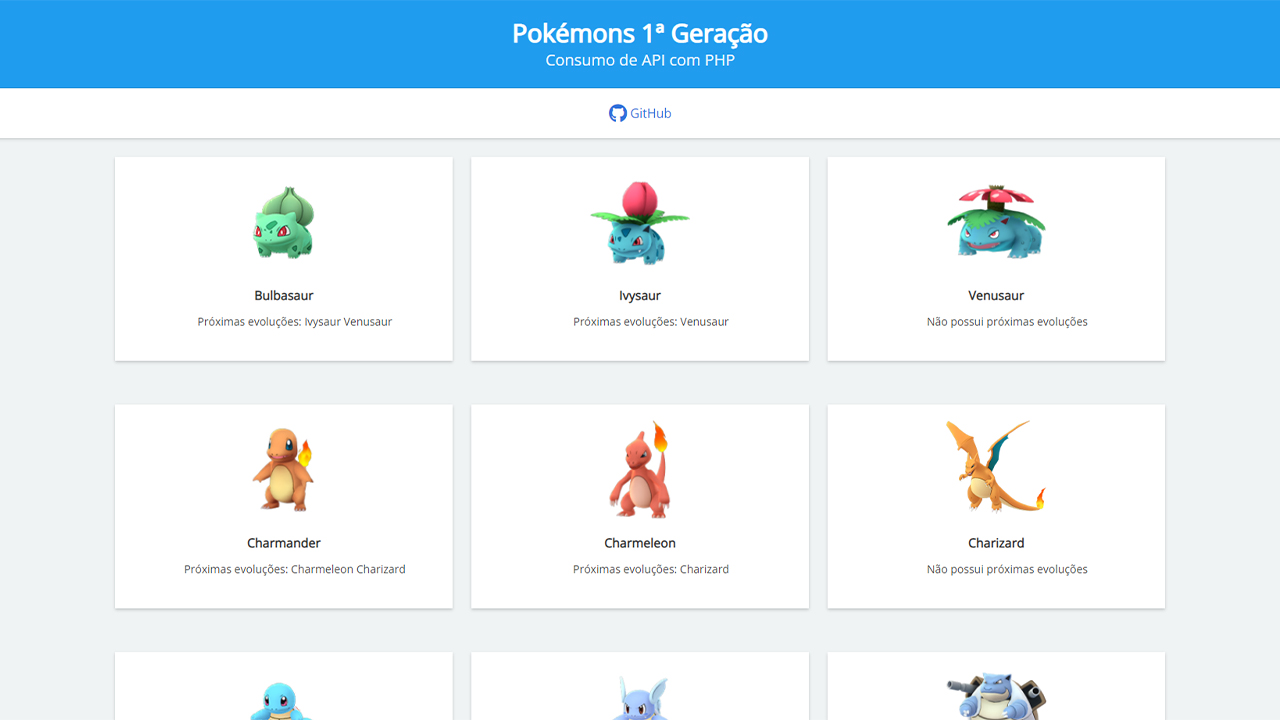 Pokémons 1ª Geração
Consumo de API com PHP
GitHub
Bulbasaur
Próximas evoluções: Ivysaur Venusaur
Ivysaur
Próximas evoluções: Venusaur
Venusaur
Não possui próximas evoluções
Charmander
Próximas evoluções: Charmeleon Charizard
Charmeleon
Próximas evoluções: Charizard
Charizard
Não possui próximas evoluções